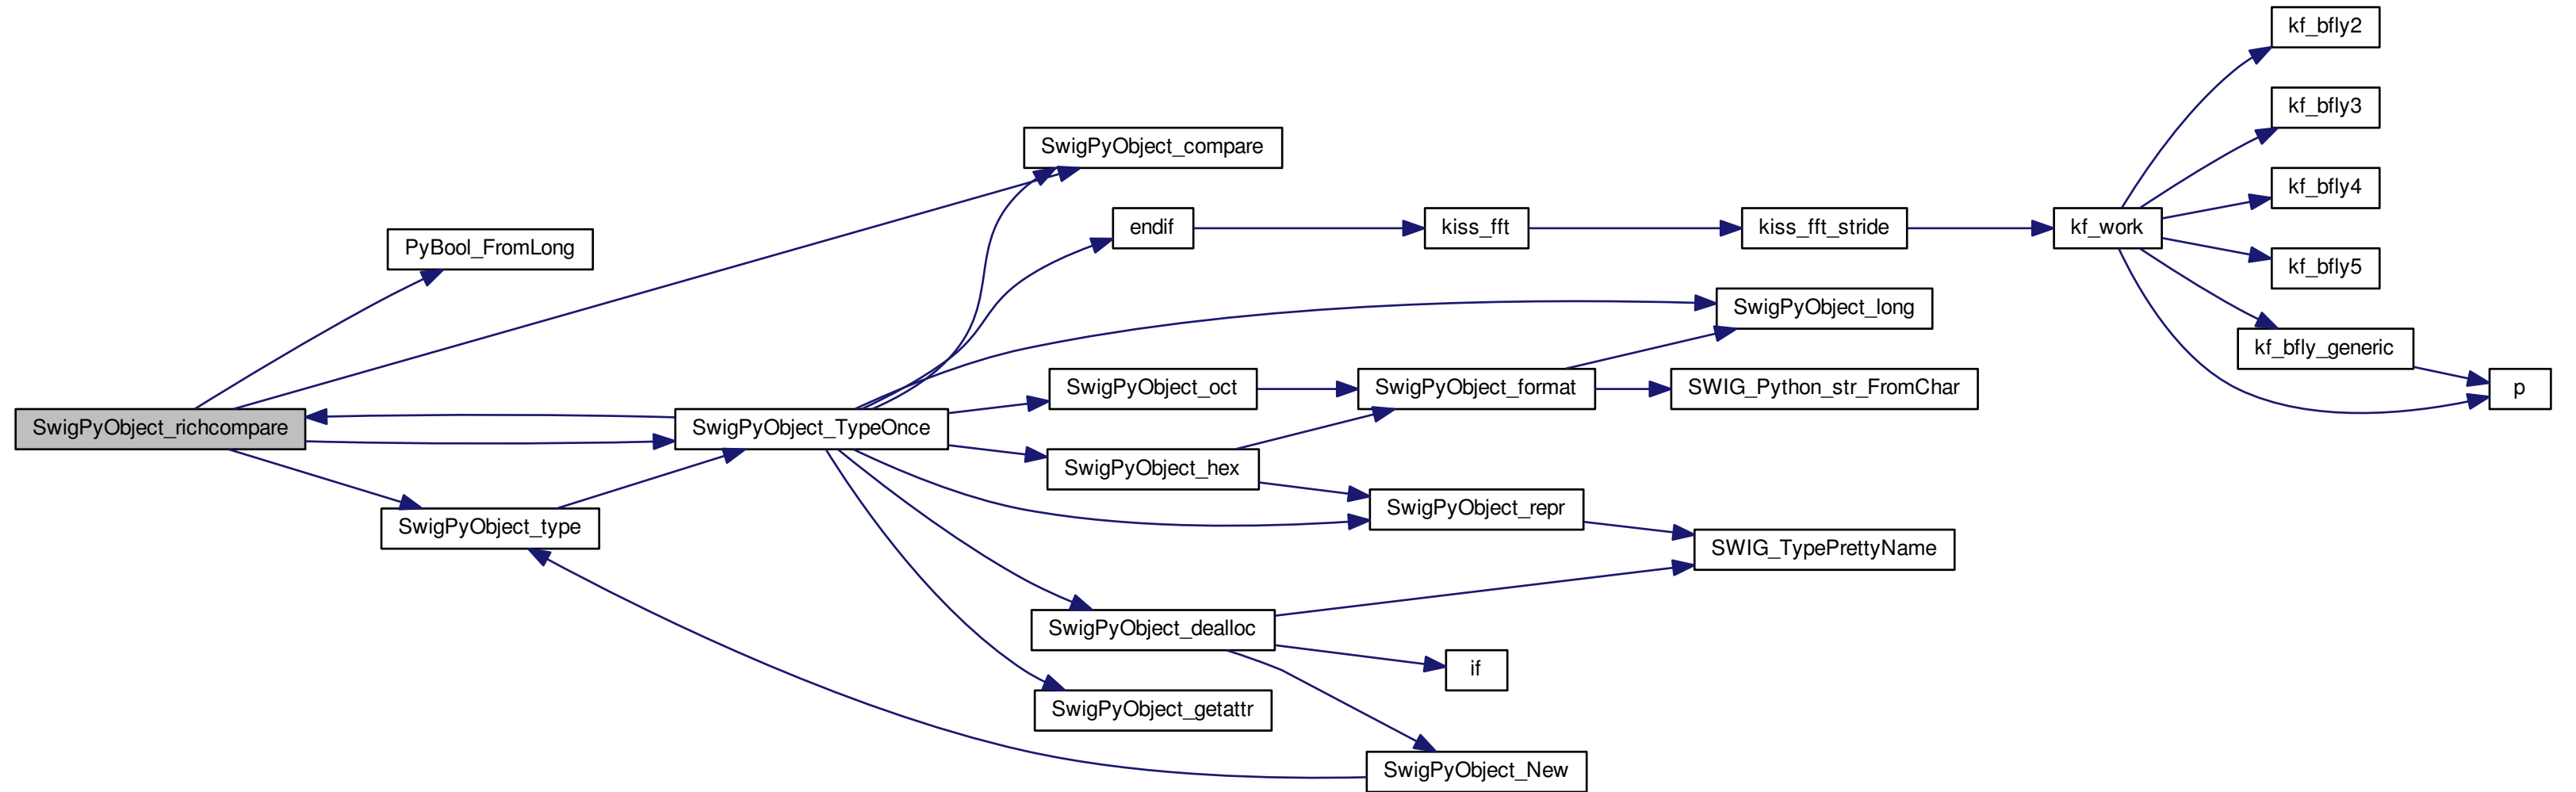 kf_bfly2
kf_bfly3
SwigPyObject_compare
kf_bfly4
endif
kiss_fft
kiss_fft_stride
kf_work
PyBool_FromLong
kf_bfly5
SwigPyObject_long
kf_bfly_generic
SwigPyObject_oct
SwigPyObject_format
SWIG_Python_str_FromChar
p
SwigPyObject_richcompare
SwigPyObject_TypeOnce
SwigPyObject_hex
SwigPyObject_repr
SwigPyObject_type
SWIG_TypePrettyName
SwigPyObject_dealloc
if
SwigPyObject_getattr
SwigPyObject_New